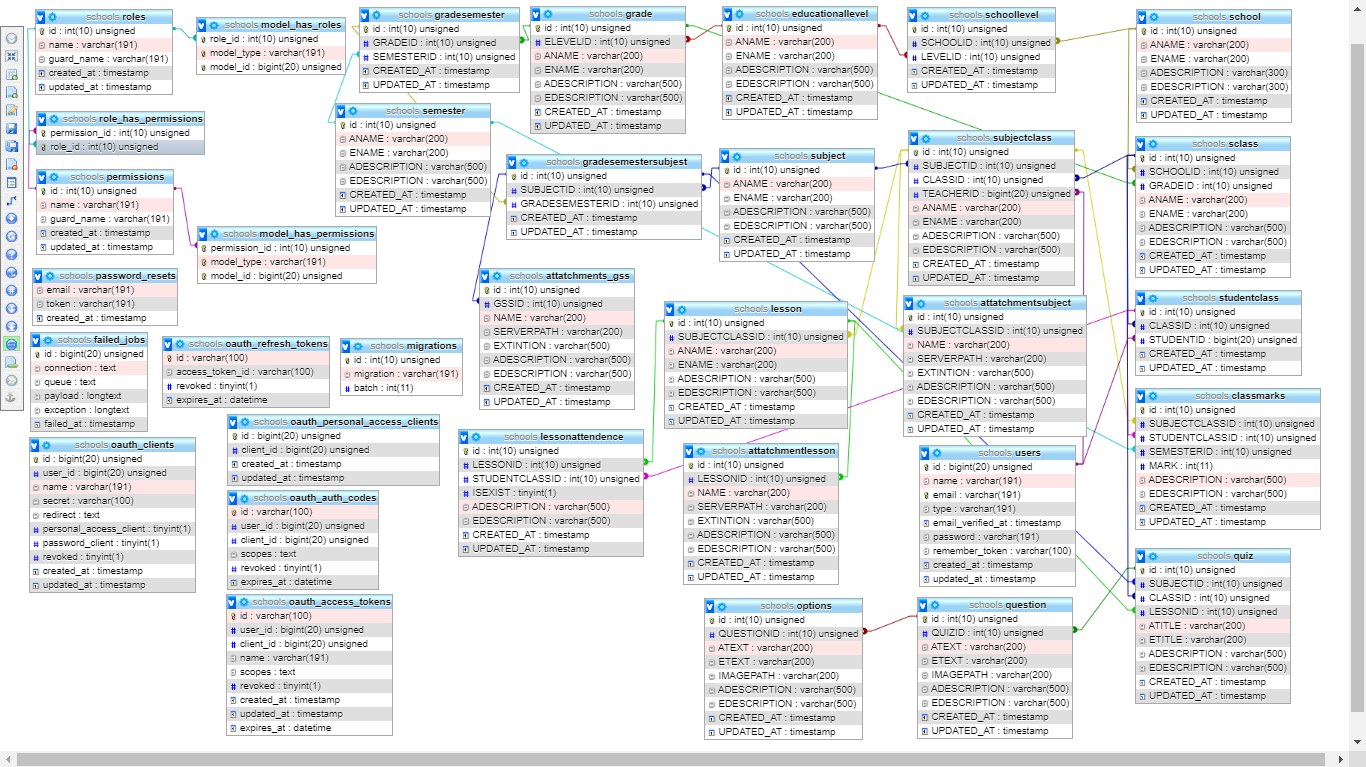 schools roles
id : int(10) unsigned
name : varchar(191)
guard_name : varchar(191)
created_at : timestamp
updated_at : timestamp
schools model_has_roles
role_id : int(10) unsigned
model_type : varchar(191)
model_id : bigint(20) unsigned
schools gradesemester
id : int(10) unsigned
GRADEID : int(10) unsigned
SEMESTERID : int(10) unsigned
CREATED_AT : timestamp
UPDATED_AT : timestamp
schools grade
id : int(10) unsigned
ELEVELID : int(10) unsigned
ANAME : varchar(200)
ENAME : varchar(200)
ADESCRIPTION : varchar(500)
EDESCRIPTION : varchar(500)
CREATED_AT : timestamp
UPDATED_AT : timestamp
schools educationallevel
id : int(10) unsigned
ANAME : varchar(200)
ENAME : varchar(200)
ADESCRIPTION : varchar(500)
EDESCRIPTION : varchar(500)
CREATED_AT : timestamp
UPDATED_AT : timestamp
schools schoollevel
id : int(10) unsigned
SCHOOLID : int(10) unsigned
LEVELID : int(10) unsigned
CREATED_AT : timestamp
UPDATED_AT : timestamp
schools school
id : int(10) unsigned
ANAME : varchar(200)
ENAME : varchar(200)
ADESCRIPTION : varchar(300)
EDESCRIPTION : varchar(300)
CREATED_AT : timestamp
UPDATED_AT : timestamp
schools role_has_permissions
permission_id : int(10) unsigned
role_id : int(10) unsigned
schools semester
id : int(10) unsigned
ANAME : varchar(200)
ENAME : varchar(200)
ADESCRIPTION : varchar(500)
EDESCRIPTION : varchar(500)
CREATED_AT : timestamp
UPDATED_AT : timestamp
schools gradesemestersubject
id : int(10) unsigned
SUBJECTID : int(10) unsigned
GRADESEMESTERID : int(10) unsigned
CREATED_AT : timestamp
UPDATED_AT : timestamp
schools subject
id : int(10) unsigned
ANAME : varchar(200)
ENAME : varchar(200)
ADESCRIPTION : varchar(500)
EDESCRIPTION : varchar(500)
CREATED_AT : timestamp
UPDATED_AT : timestamp
schools subjectclass
id : int(10) unsigned
SUBJECTID : int(10) unsigned
CLASSID : int(10) unsigned
TEACHERID : bigint(20) unsigned
ANAME : varchar(200)
ENAME : varchar(200)
ADESCRIPTION : varchar(500)
EDESCRIPTION : varchar(500)
CREATED_AT : timestamp
UPDATED_AT : timestamp
schools sclass
id : int(10) unsigned
SCHOOLID : int(10) unsigned
GRADEID : int(10) unsigned
ANAME : varchar(200)
ENAME : varchar(200)
ADESCRIPTION : varchar(500)
EDESCRIPTION : varchar(500)
CREATED_AT : timestamp
UPDATED_AT : timestamp
schools permissions
id : int(10) unsigned
name : varchar(191)
guard_name : varchar(191)
created_at : timestamp
updated_at : timestamp
schools model_has_permissions
permission_id : int(10) unsigned
model_type : varchar(191)
model_id : bigint(20) unsigned
schools password_resets
email : varchar(191)
token : varchar(191)
created_at : timestamp
schools attatchments_gss
id : int(10) unsigned
GSSID : int(10) unsigned
NAME : varchar(200)
SERVERPATH : varchar(200)
EXTINTION : varchar(500)
ADESCRIPTION : varchar(500)
EDESCRIPTION : varchar(500)
CREATED_AT : timestamp
UPDATED_AT : timestamp
schools lesson
id : int(10) unsigned
SUBJECTCLASSID : int(10) unsigned
ANAME : varchar(200)
ENAME : varchar(200)
ADESCRIPTION : varchar(500)
EDESCRIPTION : varchar(500)
CREATED_AT : timestamp
UPDATED_AT : timestamp
schools attatchmentsubject
id : int(10) unsigned
SUBJECTCLASSID : int(10) unsigned
NAME : varchar(200)
SERVERPATH : varchar(200)
EXTINTION : varchar(500)
ADESCRIPTION : varchar(500)
EDESCRIPTION : varchar(500)
CREATED_AT : timestamp
UPDATED_AT : timestamp
schools studentclass
id : int(10) unsigned
CLASSID : int(10) unsigned
STUDENTID : bigint(20) unsigned
CREATED_AT : timestamp
UPDATED_AT : timestamp
schools failed_jobs
id : bigint(20) unsigned
connection : text
queue : text
payload : longtext
exception : longtext
failed_at : timestamp
schools oauth_refresh_tokens
id : varchar(100)
access_token_id : varchar(100)
revoked : tinyint(1)
expires_at : datetime
schools migrations
id : int(10) unsigned
migration : varchar(191)
batch : int(11)
schools classmarks
id : int(10) unsigned
SUBJECTCLASSID : int(10) unsigned
STUDENTCLASSID : int(10) unsigned
SEMESTERID : int(10) unsigned
MARK : int(11)
ADESCRIPTION : varchar(500)
EDESCRIPTION : varchar(500)
CREATED_AT : timestamp
UPDATED_AT : timestamp
schools oauth_clients
id : bigint(20) unsigned
user_id : bigint(20) unsigned
name : varchar(191)
secret : varchar(100)
redirect : text
personal_access_client : tinyint(1)
password_client : tinyint(1)
revoked : tinyint(1)
created_at : timestamp
updated_at : timestamp
schools oauth_personal_access_clients
id : bigint(20) unsigned
client_id : bigint(20) unsigned
created_at : timestamp
updated_at : timestamp
schools lessonattendence
id : int(10) unsigned
LESSONID : int(10) unsigned
STUDENTCLASSID : int(10) unsigned
ISEXIST : tinyint(1)
ADESCRIPTION : varchar(500)
EDESCRIPTION : varchar(500)
CREATED_AT : timestamp
UPDATED_AT : timestamp
schools attatchmentlesson
id : int(10) unsigned
LESSONID : int(10) unsigned
NAME : varchar(200)
SERVERPATH : varchar(200)
EXTINTION : varchar(500)
ADESCRIPTION : varchar(500)
EDESCRIPTION : varchar(500)
CREATED_AT : timestamp
UPDATED_AT : timestamp
schools users
id : bigint(20) unsigned
name : varchar(191)
email : varchar(191)
type : varchar(191)
email_verified_at : timestamp
password : varchar(191)
remember_token : varchar(100)
created_at : timestamp
updated_at : timestamp
schools oauth_auth_codes
id : varchar(100)
user_id : bigint(20) unsigned
client_id : bigint(20) unsigned
scopes : text
revoked : tinyint(1)
expires_at : datetime
schools quiz
id : int(10) unsigned
SUBJECTID : int(10) unsigned
CLASSID : int(10) unsigned
LESSONID : int(10) unsigned
ATITLE : varchar(200)
ETITLE : varchar(200)
ADESCRIPTION : varchar(500)
EDESCRIPTION : varchar(500)
CREATED_AT : timestamp
UPDATED_AT : timestamp
schools oauth_access_tokens
id : varchar(100)
user_id : bigint(20) unsigned
client_id : bigint(20) unsigned
name : varchar(191)
scopes : text
revoked : tinyint(1)
created_at : timestamp
updated_at : timestamp
expires_at : datetime
schools options
id : int(10) unsigned
QUESTIONID : int(10) unsigned
ATEXT : varchar(200)
ETEXT : varchar(200)
IMAGEPATH : varchar(200)
ADESCRIPTION : varchar(500)
EDESCRIPTION : varchar(500)
CREATED_AT : timestamp
UPDATED_AT : timestamp
schools question
id : int(10) unsigned
QUIZID : int(10) unsigned
ATEXT : varchar(200)
ETEXT : varchar(200)
IMAGEPATH : varchar(200)
ADESCRIPTION : varchar(500)
EDESCRIPTION : varchar(500)
CREATED_AT : timestamp
UPDATED_AT : timestamp